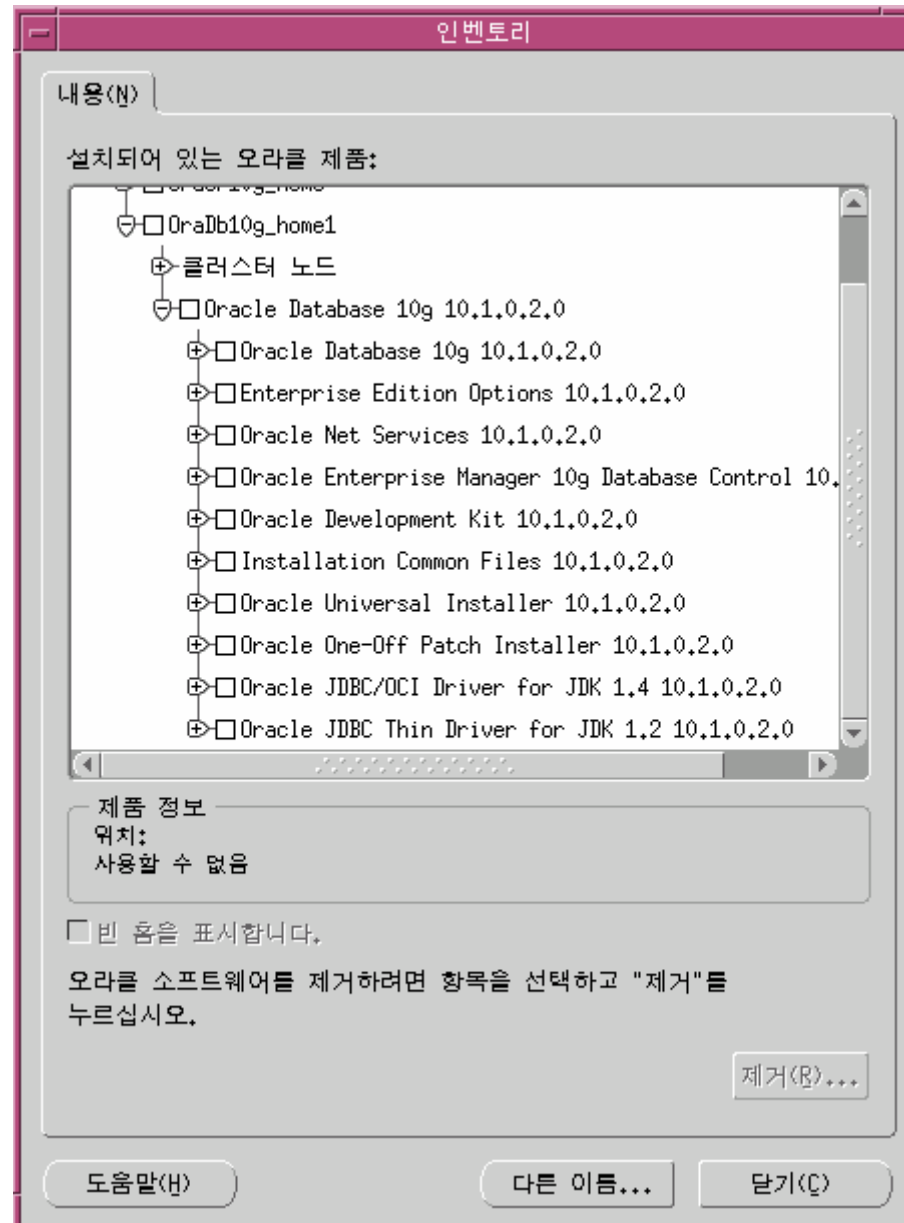 인벤토리
내용(N)
설치되어 있는 오라클 제품:
OraDb10g_home1
클러스터 노드
Oracle Database 10g 10.1.0.2.0
Oracle Database 10g 10.1.0.2.0
Enterprise Edition Options 10.1.0.2.0
Oracle Net Services 10.1.0.2.0
Oracle Enterprise Manager 10g Database Control 10.
Oracle Development Kit 10.1.0.2.0
Installation Common Files 10.1.0.2.0
Oracle Universal Installer 10.1.0.2.0
Oracle One-Off Patch Installer 10.1.0.2.0
Oracle JDBC/OCI Driver for JDK 1.4 10.1.0.2.0
Oracle JDBC Thin Driver for JDK 1.2 10.1.0.2.0
제품 정보
위치:
사용할 수 없음
빈 홈을 표시합니다.
오라클 소프트웨어를 제거하려면 항목을 선택하고 "제거"를
누르십시오.
제거(R)...
도움말(H)
다른 이름...
닫기(C)